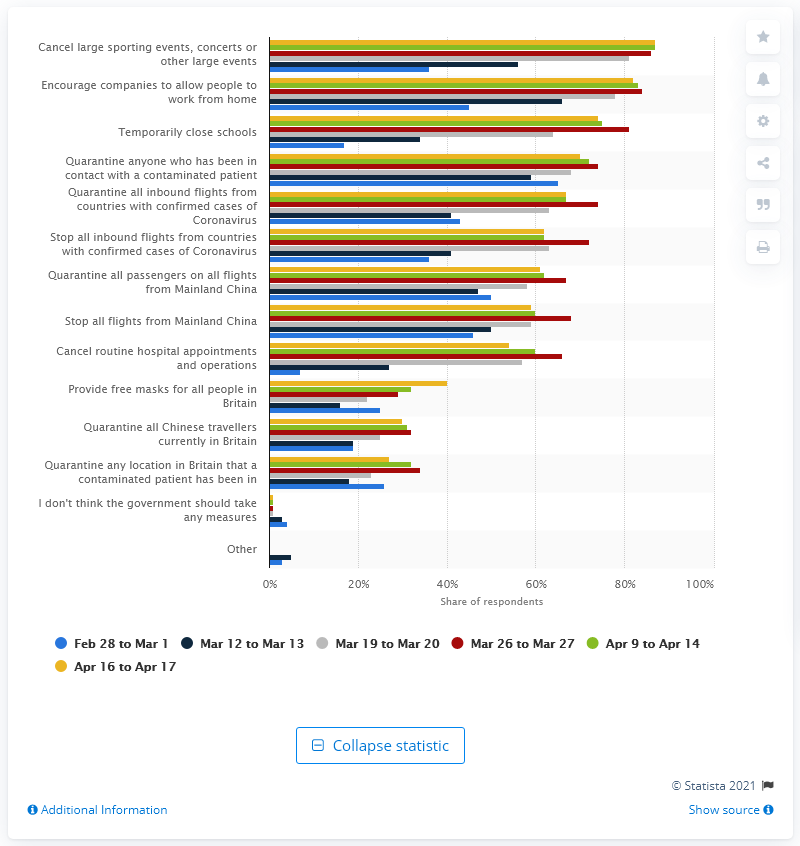 Cancel large sporting events, concerts or
other large events
Encourage companies to allow people to
work from home
Temporarily close schools
Quarantine anyone who has been in
contact with a contaminated patient
Quarantine all inbound flights from
countries with confirmed cases of
Coronavirus
Stop all inbound flights from countries
with confirmed cases of Coronavirus
Quarantine all passengers on all flights
from Mainland China
Stop all flights from Mainland China
Cancel routine hospital appointments
and operations
Provide free masks for all people in
Britain
Quarantine all Chinese travellers
currently in Britain
Quarantine any location in Britain that a
contaminated patient has been in
I don't think the government should take
any measures
Other
0% 20% 40% 60% 80% 100%
Share of respondents
Feb 28 to Mar 1 Mar 12 to Mar 13 Mar 19 to Mar 20 Mar 26 to Mar 27 Apr 9 to Apr 14
Apr 16 to Apr 17
Collapse statistic
© Statista 2021
Additional Information Show source